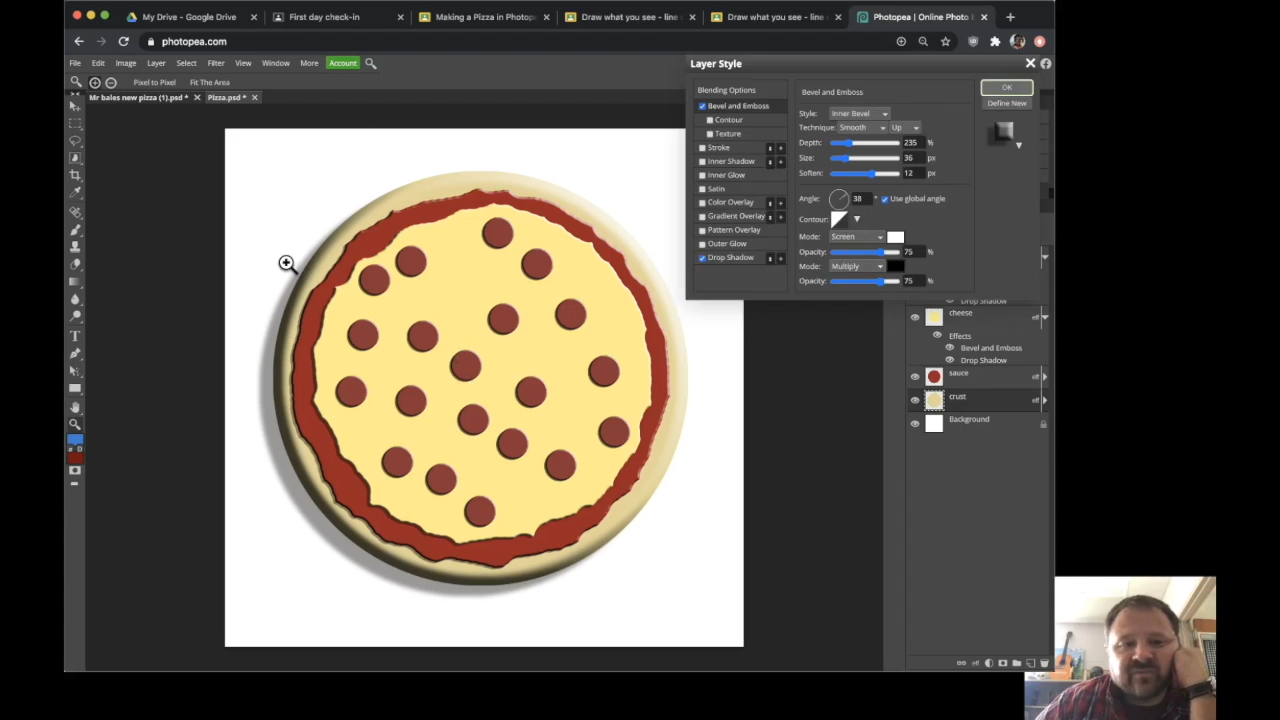 My Drive - Google Drive
First day check-in
Making a Pizza in Photope
Draw what you see - line
Draw what you see - line
Photopea | Online Photo
photopea.com
File Edit Image Layer Select Filter View Window More Account
Pixel to Pixel Fit The Area
Mr bales new pizza (1).psd *
Pizza.psd *
Layer Style
Blending Options
Bevel and Emboss
Contour
Texture
Stroke
Inner Shadow
Inner Glow
Satin
Color Overlay
Gradient Overlay
Pattern Overlay
Outer Glow
Drop Shadow
Bevel and Emboss
Style: Inner Bevel
Technique: Smooth Up
Depth: 235 %
Size: 36 px
Soften: 12 px
Angle: 38 ° Use global angle
Contour:
Mode: Screen
Opacity: 75 %
Mode: Multiply
Opacity: 75 %
OK
Define New
Drop Shadow
cheese eff
Effects
Bevel and Emboss
Drop Shadow
sauce eff
crust eff
Background
eff
T
D